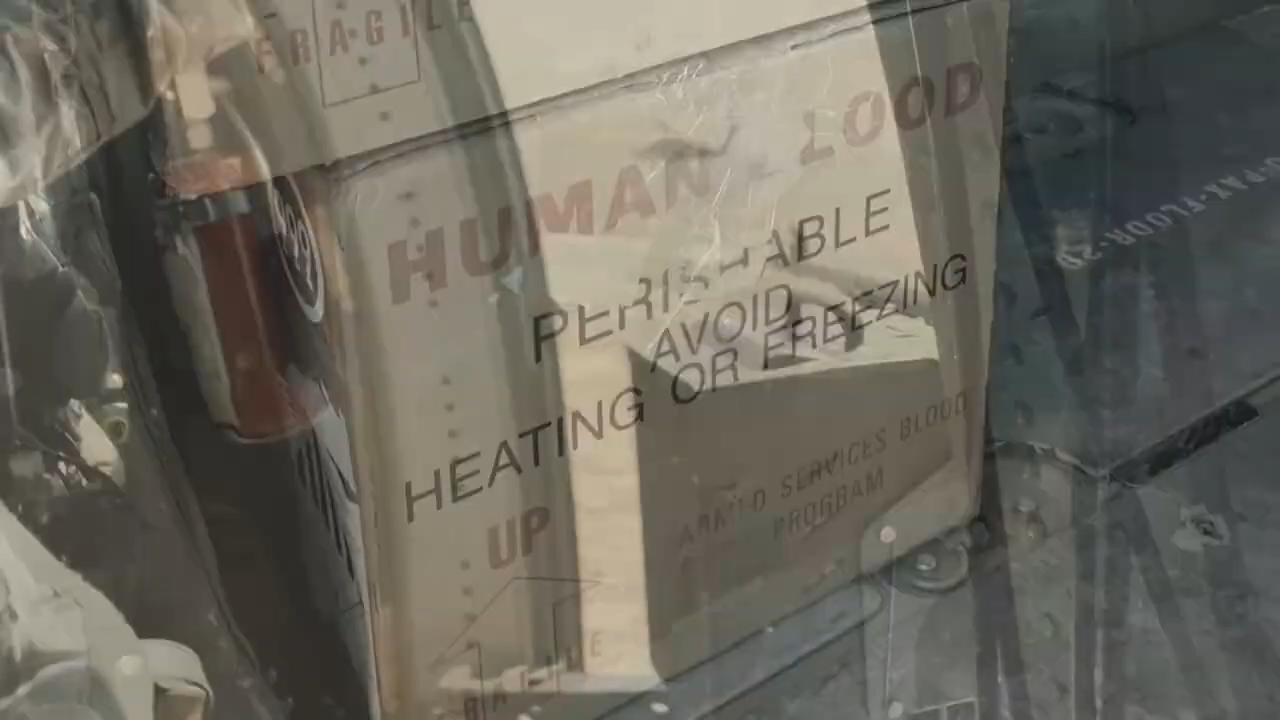 FRAGILE
HUMAN BLOOD
PERISHABLE
AVOID
HEATING OR FREEZING
ARMED SERVICES BLOOD
PROGRAM
UP